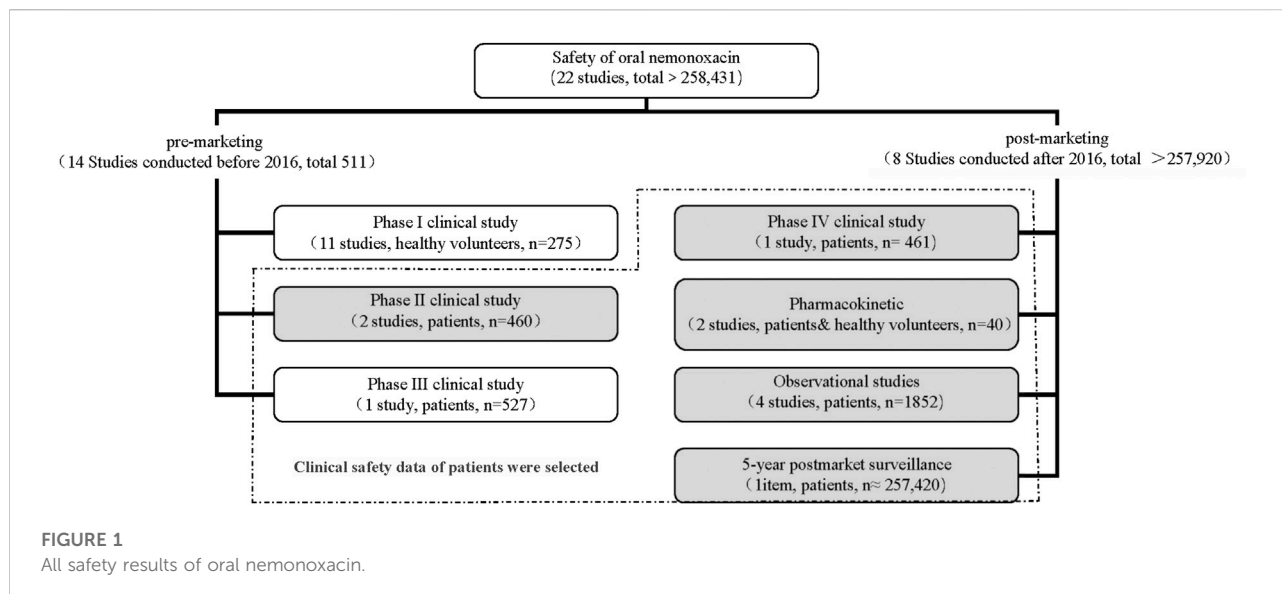 Safety of oral nemonoxacin
(22 studies, total > 258,431)
pre-marketing
(14 Studies conducted before 2016, total 511)
post-marketing
(8 Studies conducted after 2016, total >257,920)
Phase I clinical study
(11 studies, healthy volunteers, n=275)
Phase II clinical study
(2 studies, patients, n=460)
Phase III clinical study
(1 study, patients, n=527)
Clinical safety data of patients were selected
Phase IV clinical study
(1 study, patients, n= 461)
Pharmacokinetic
(2 studies, patients& healthy volunteers, n=40)
Observational studies
(4 studies, patients, n=1852)
5-year postmarket surveillance
(1item, patients, n≈ 257,420)
FIGURE 1
All safety results of oral nemonoxacin.